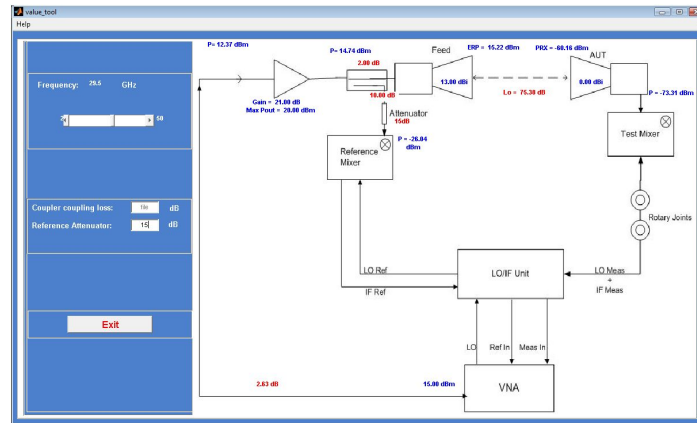 value_tool
Help
Frequency: 29.5 GHz
50
Coupler coupling loss: dB
Reference Attenuator: 15 dB
Exit
P= 12.37 dBm
Gain = 21.00 dB
Max Pout = 20.00 dBm
P= 14.74 dBm
2.00 dB
10.00 dB
Attenuator
15dB
P = -26.04
dBm
Reference
Mixer
Feed
13.00 dBi
ERP = 15.22 dBm
Lo = 75.38 dB
PRX = -60.16 dBm
AUT
0.00 dBi
P = -73.31 dBm
Test Mixer
Rotary Joints
LO Ref
IF Ref
LO/IF Unit
LO Meas
+
IF Meas
LO
Ref In
Meas In
2.63 dB
15.00 dBm
VNA